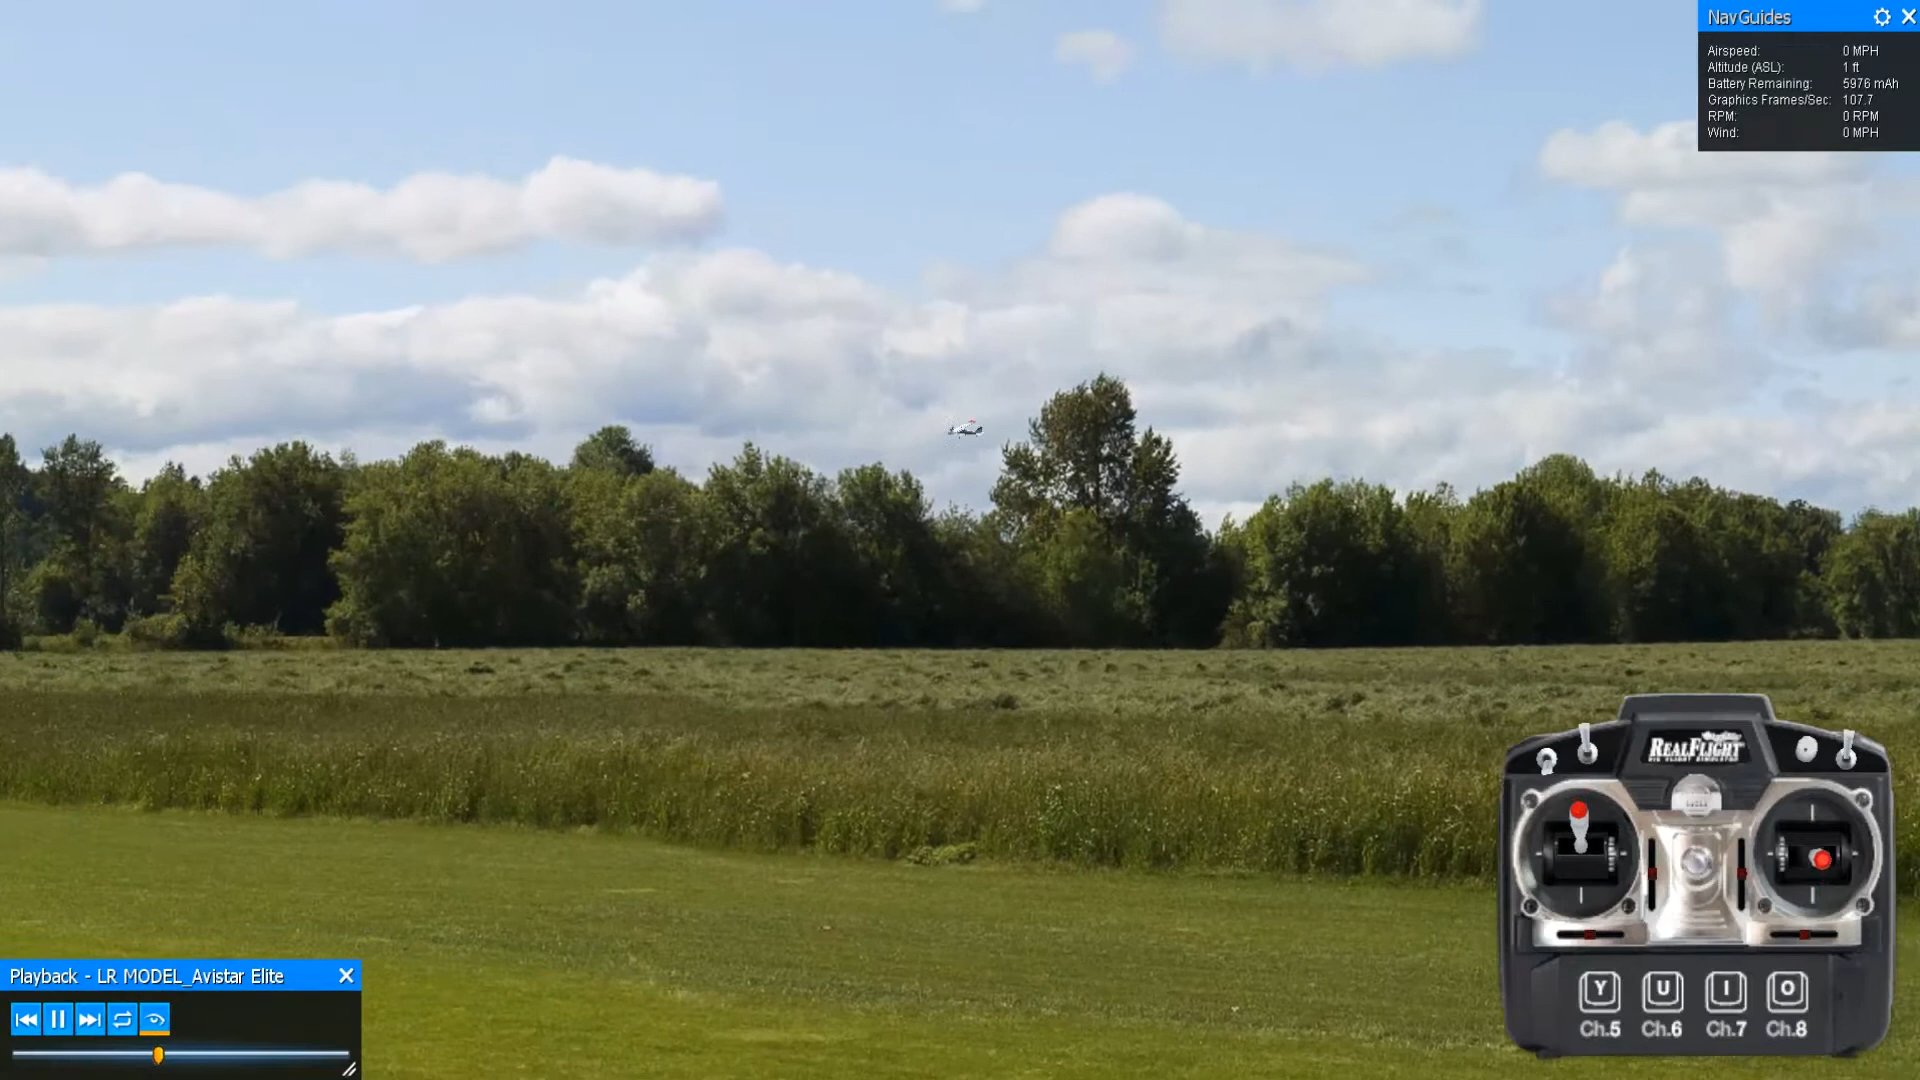 NavGuides
Airspeed: 0 MPH
Altitude (ASL): 1 ft
Battery Remaining: 5976 mAh
Graphics Frames/Sec: 107.7
RPM: 0 RPM
Wind: 0 MPH
REALFLIGHT
Playback - LR MODEL_Avistar Elite
Y U I O
Ch.5 Ch.6 Ch.7 Ch.8